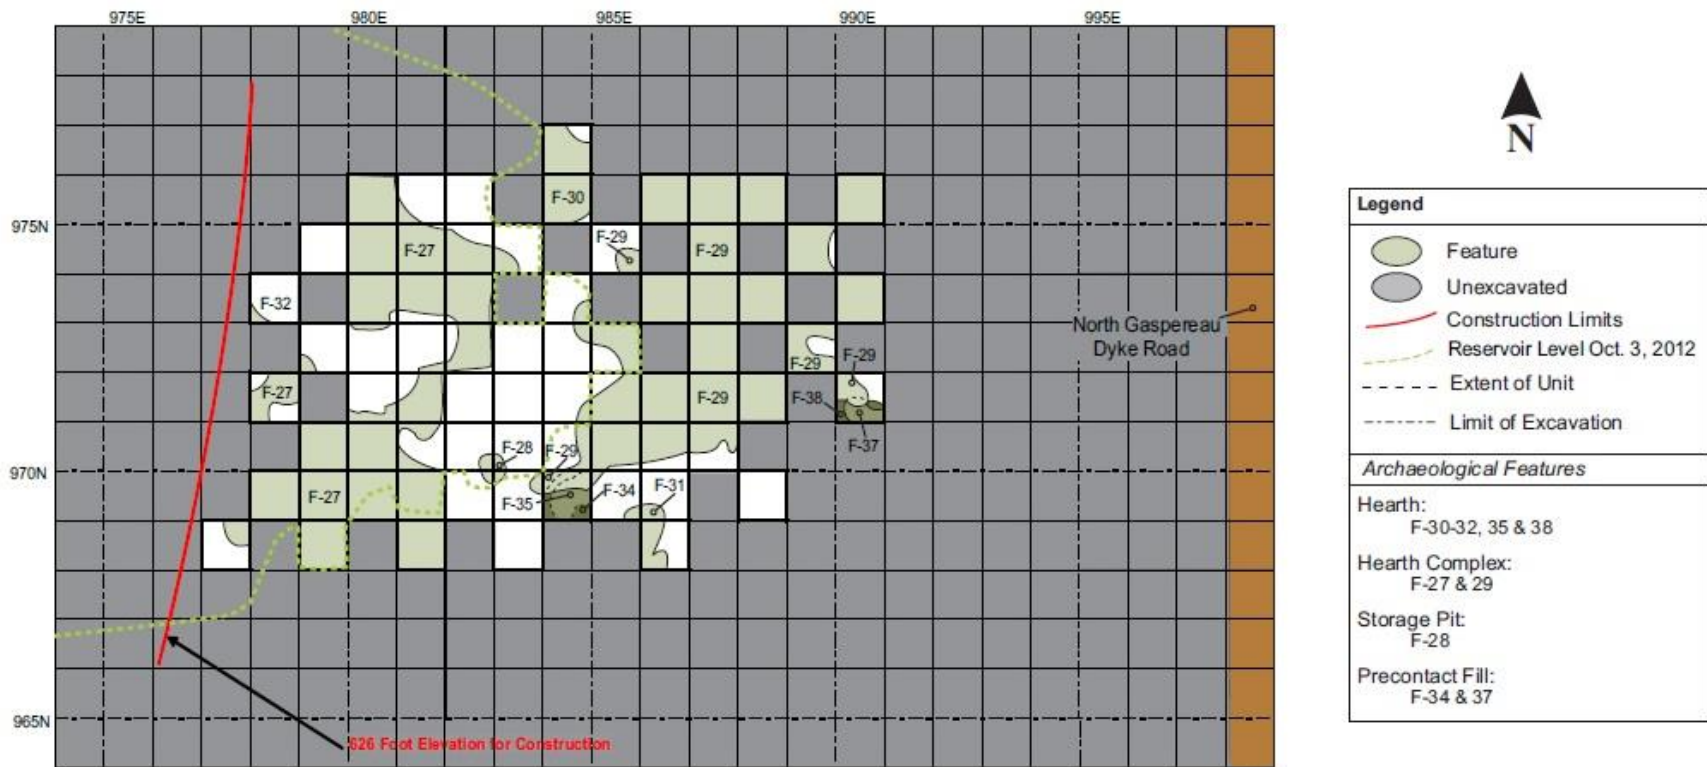 975E 980E 985E 990E 995E
N
F-30
975N
F-27
F-29
F-29
F-32
North Gaspereau
Dyke Road
F-29
F-29
F-27
F-29
F-38
F-37
F-28
F-29
970N
F-27
F-35
F-34
F-31
965N
626 Foot Elevation for Construction
Legend
Feature
Unexcavated
Construction Limits
Reservoir Level Oct. 3, 2012
Extent of Unit
Limit of Excavation
Archaeological Features
Hearth:
F-30-32, 35 & 38
Hearth Complex:
F-27 & 29
Storage Pit:
F-28
Precontact Fill:
F-34 & 37